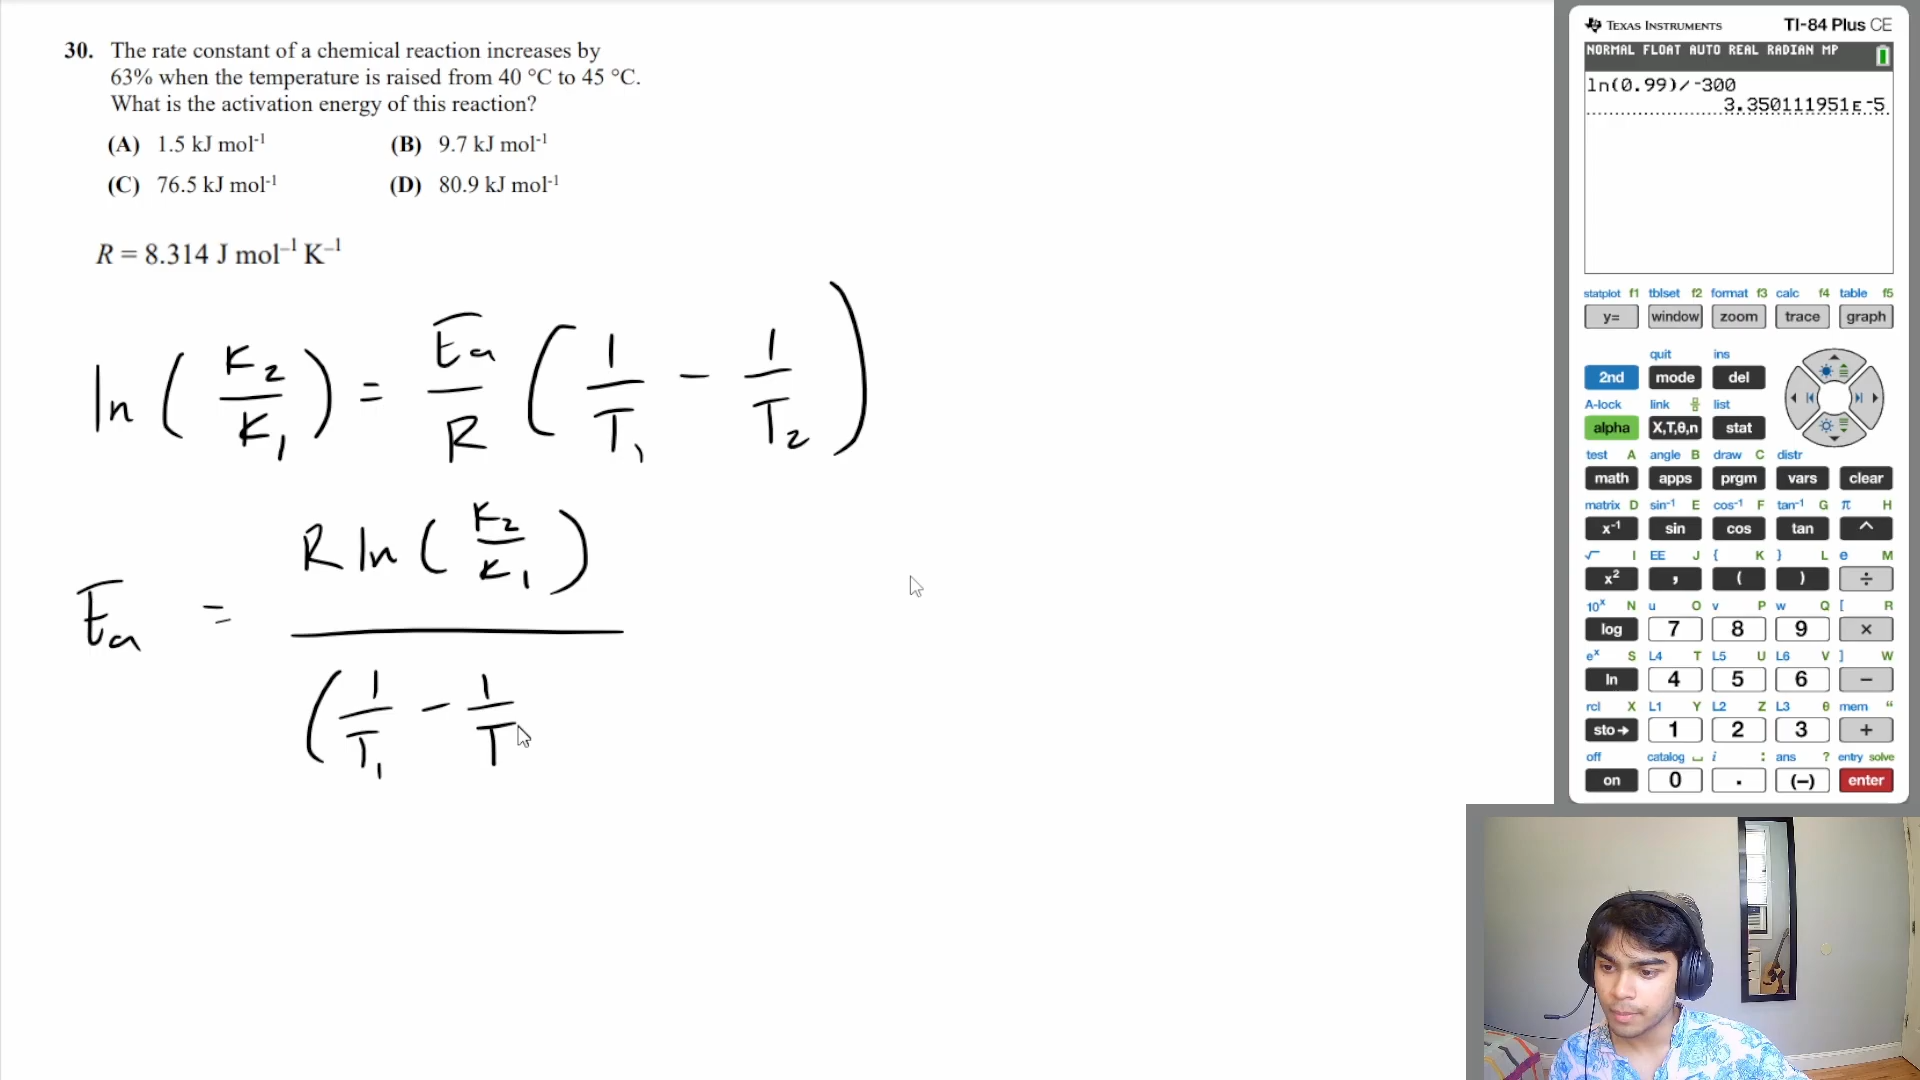 30. The rate constant of a chemical reaction increases by
63% when the temperature is raised from 40 °C to 45 °C.
What is the activation energy of this reaction?
(A) 1.5 kJ mol⁻¹ (B) 9.7 kJ mol⁻¹
(C) 76.5 kJ mol⁻¹ (D) 80.9 kJ mol⁻¹
R = 8.314 J mol⁻¹ K⁻¹
ln (K₂/K₁) = Ea/R (1/T₁ − 1/T₂)
Ea = R ln (K₂/K₁) / (1/T₁ − 1/T
TEXAS INSTRUMENTS TI-84 Plus CE
NORMAL FLOAT AUTO REAL RADIAN MP
ln(0.99)/-300
3.350111951E-5
statplot f1 tblset f2 format f3 calc f4 table f5
y= window zoom trace graph
quit ins
2nd mode del
A-lock link list
alpha X,T,θ,n stat
test A angle B draw C distr
math apps prgm vars clear
matrix D sin⁻¹ E cos⁻¹ F tan⁻¹ G π H
x⁻¹ sin cos tan ^
√ I EE J { K } L e M
x² , ( ) ÷
10ˣ N u O v P w Q [ R
log 7 8 9 ×
eˣ S L4 T L5 U L6 V ] W
ln 4 5 6 −
rcl X L1 Y L2 Z L3 θ mem “
sto→ 1 2 3 +
off catalog ⎵ i : ans ? entry solve
on 0 . (−) enter